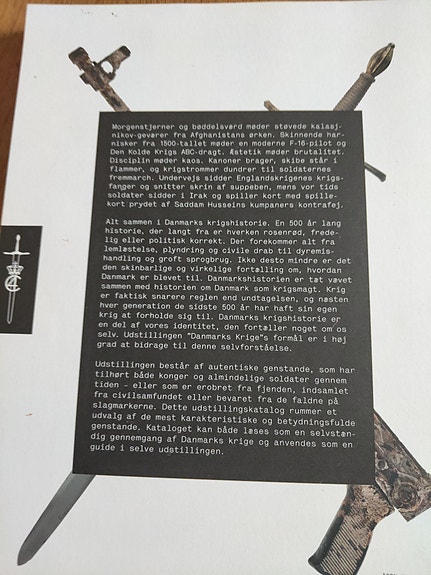 Morgenstjerner og bøddelsværd møder støvede kalasj-
nikov-geværer fra Afghanistans ørken. Skinnende har-
nisker fra 1500-tallet møder en moderne F-16-pilot og
Den Kolde Krigs ABC-dragt. Æstetik møder brutalitet.
Disciplin møder kaos. Kanoner brager, skibe står i
flammer, og krigstrommer dundrer til soldaternes
fremmarch. Undervejs sidder Englandskrigenes krigs-
fanger og snitter skrin af suppeben, mens vor tids
soldater sidder i Irak og spiller kort med spille-
kort prydet af Saddam Husseins kumpaners kontrafej.
Alt sammen i Danmarks krigshistorie. En 500 år lang
historie, der langt fra er hverken rosenrød, frede-
lig eller politisk korrekt. Der forekommer alt fra
lemlæstelse, plyndring og civile drab til dyremis-
handling og groft sprogbrug. Ikke desto mindre er det
den skinbarlige og virkelige fortælling om, hvordan
Danmark er blevet til. Danmarkshistorien er tæt vævet
sammen med historien om Danmark som krigsmagt. Krig
er faktisk snarere reglen end undtagelsen, og næsten
hver generation de sidste 500 år har haft sin egen
krig at forholde sig til. Danmarks krigshistorie er
en del af vores identitet, den fortæller noget om os
selv. Udstillingen "Danmarks Krige"s formål er i høj
grad at bidrage til denne selvforståelse.
Udstillingen består af autentiske genstande, som har
tilhørt både konger og almindelige soldater gennem
tiden - eller som er erobret fra fjenden, indsamlet
fra civilsamfundet eller bevaret fra de faldne på
slagmarkerne. Dette udstillingskatalog rummer et
udvalg af de mest karakteristiske og betydningsfulde
genstande. Kataloget kan både læses som en selvstæn-
dig gennemgang af Danmarks krige og anvendes som en
guide i selve udstillingen.